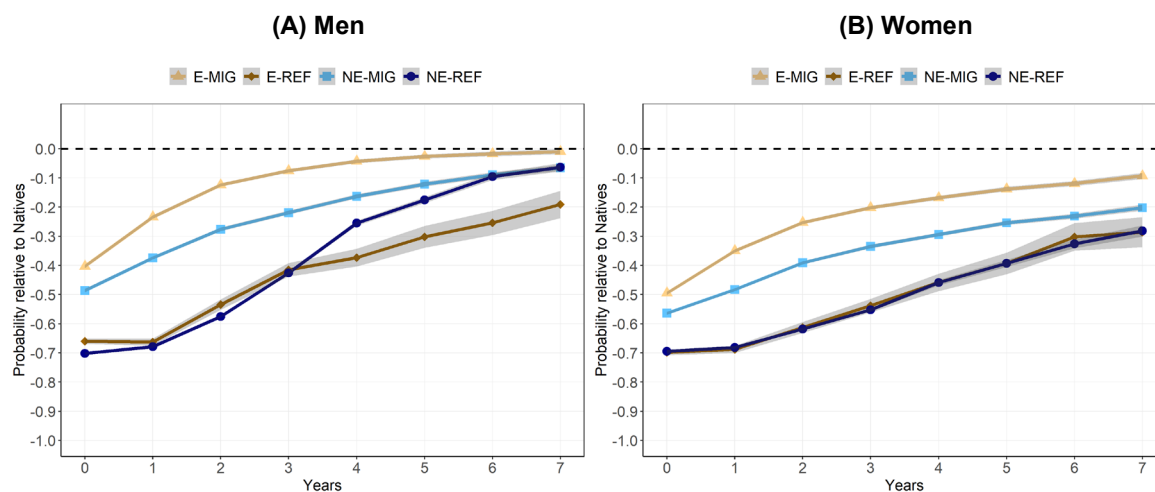 (A) Men
E-MIG E-REF NE-MIG NE-REF
Probability relative to Natives
0.0
-0.1
-0.2
-0.3
-0.4
-0.5
-0.6
-0.7
-0.8
-0.9
-1.0
0 1 2 3 4 5 6 7
Years
(B) Women
E-MIG E-REF NE-MIG NE-REF
Probability relative to Natives
0.0
-0.1
-0.2
-0.3
-0.4
-0.5
-0.6
-0.7
-0.8
-0.9
-1.0
0 1 2 3 4 5 6 7
Years